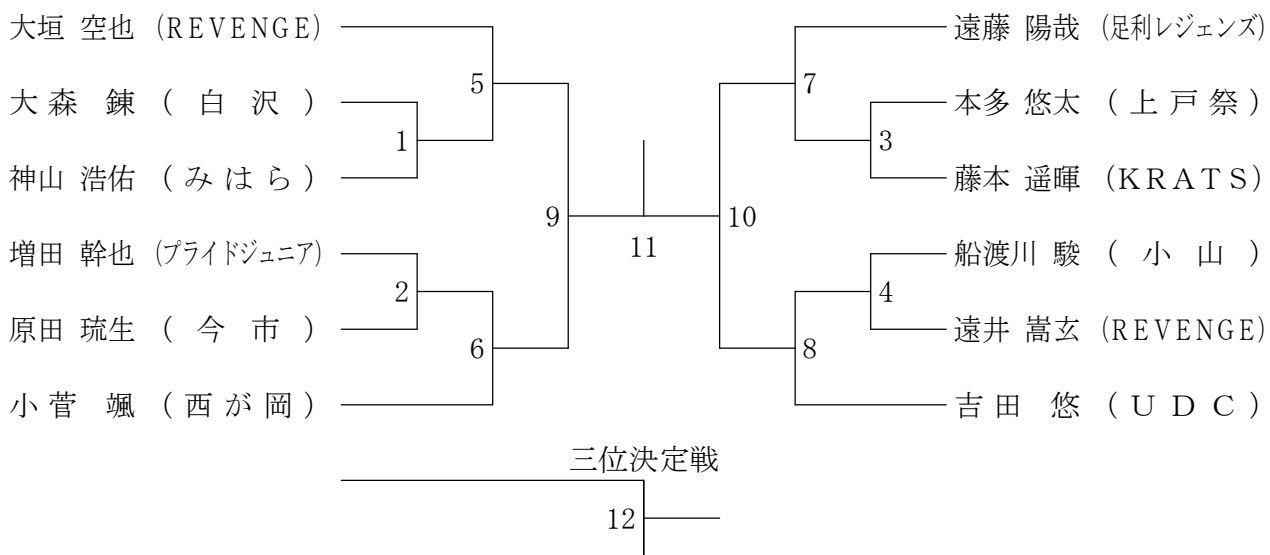 大垣 空也 (REVENGE)
大森 錬 (白沢)
神山 浩佑 (みはら)
増田 幹也 (プライドジュニア)
原田 琉生 (今市)
小菅 颯 (西が岡)
5
1
2
6
9
11
10
7
3
4
8
遠藤 陽哉 (足利レジェンズ)
本多 悠太 (上戸祭)
藤本 遥暉 (KRATS)
船渡川 駿 (小山)
遠井 嵩玄 (REVENGE)
吉田 悠 (UDC)
三位決定戦
12